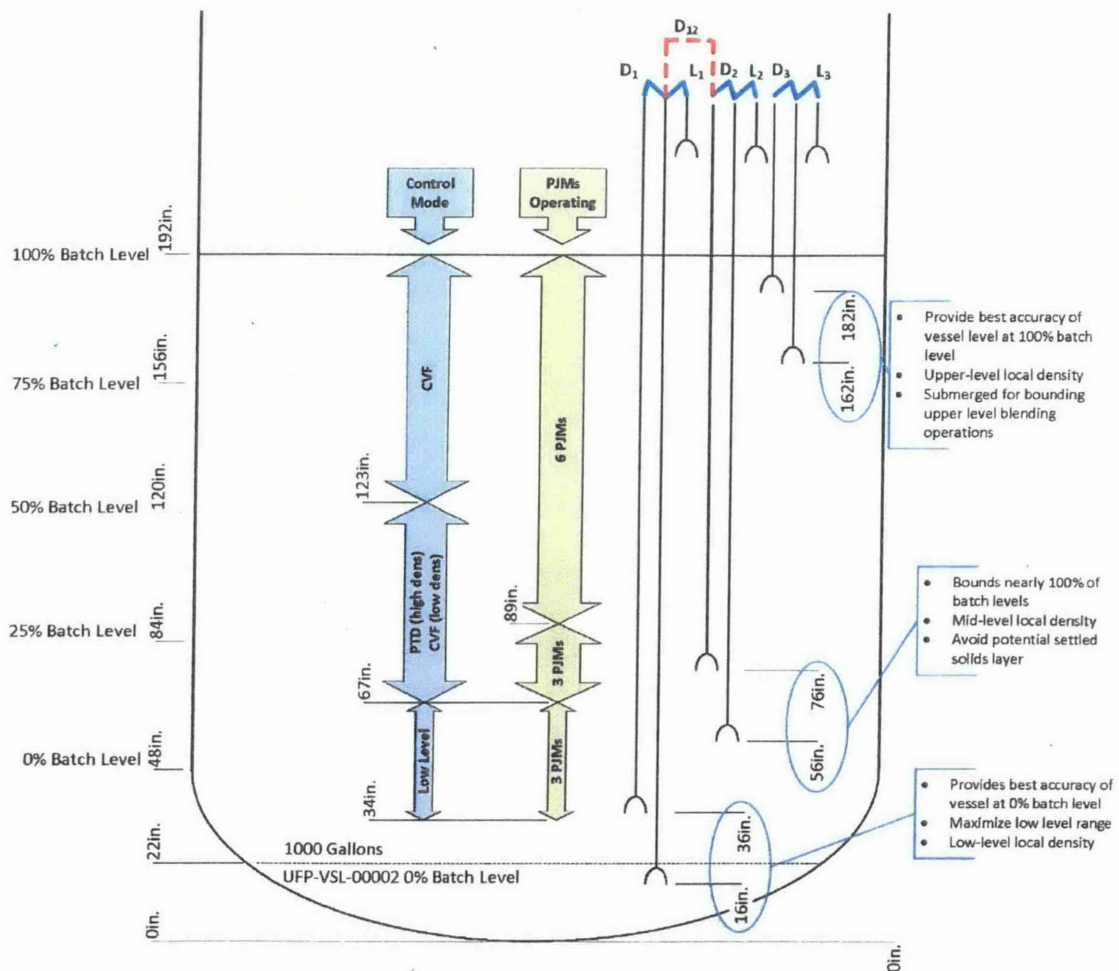 D12
D1
L1
D2
L2
D3
L3
Control
Mode
PJMs
Operating
192in.
100% Batch Level
156in.
75% Batch Level
120in.
50% Batch Level
84in.
25% Batch Level
48in.
0% Batch Level
22in.
0in.
CVF
123in.
PTD (high dens)
CVF (low dens)
67in.
Low Level
34in.
6 PJMs
89in.
3 PJMs
3 PJMs
1000 Gallons
UFP-VSL-00002 0% Batch Level
182in.
162in.
• Provide best accuracy of
vessel level at 100% batch
level
• Upper-level local density
• Submerged for bounding
upper level blending
operations
76in.
56in.
• Bounds nearly 100% of
batch levels
• Mid-level local density
• Avoid potential settled
solids layer
36in.
16in.
• Provides best accuracy of
vessel at 0% batch level
• Maximize low level range
• Low-level local density
0in.